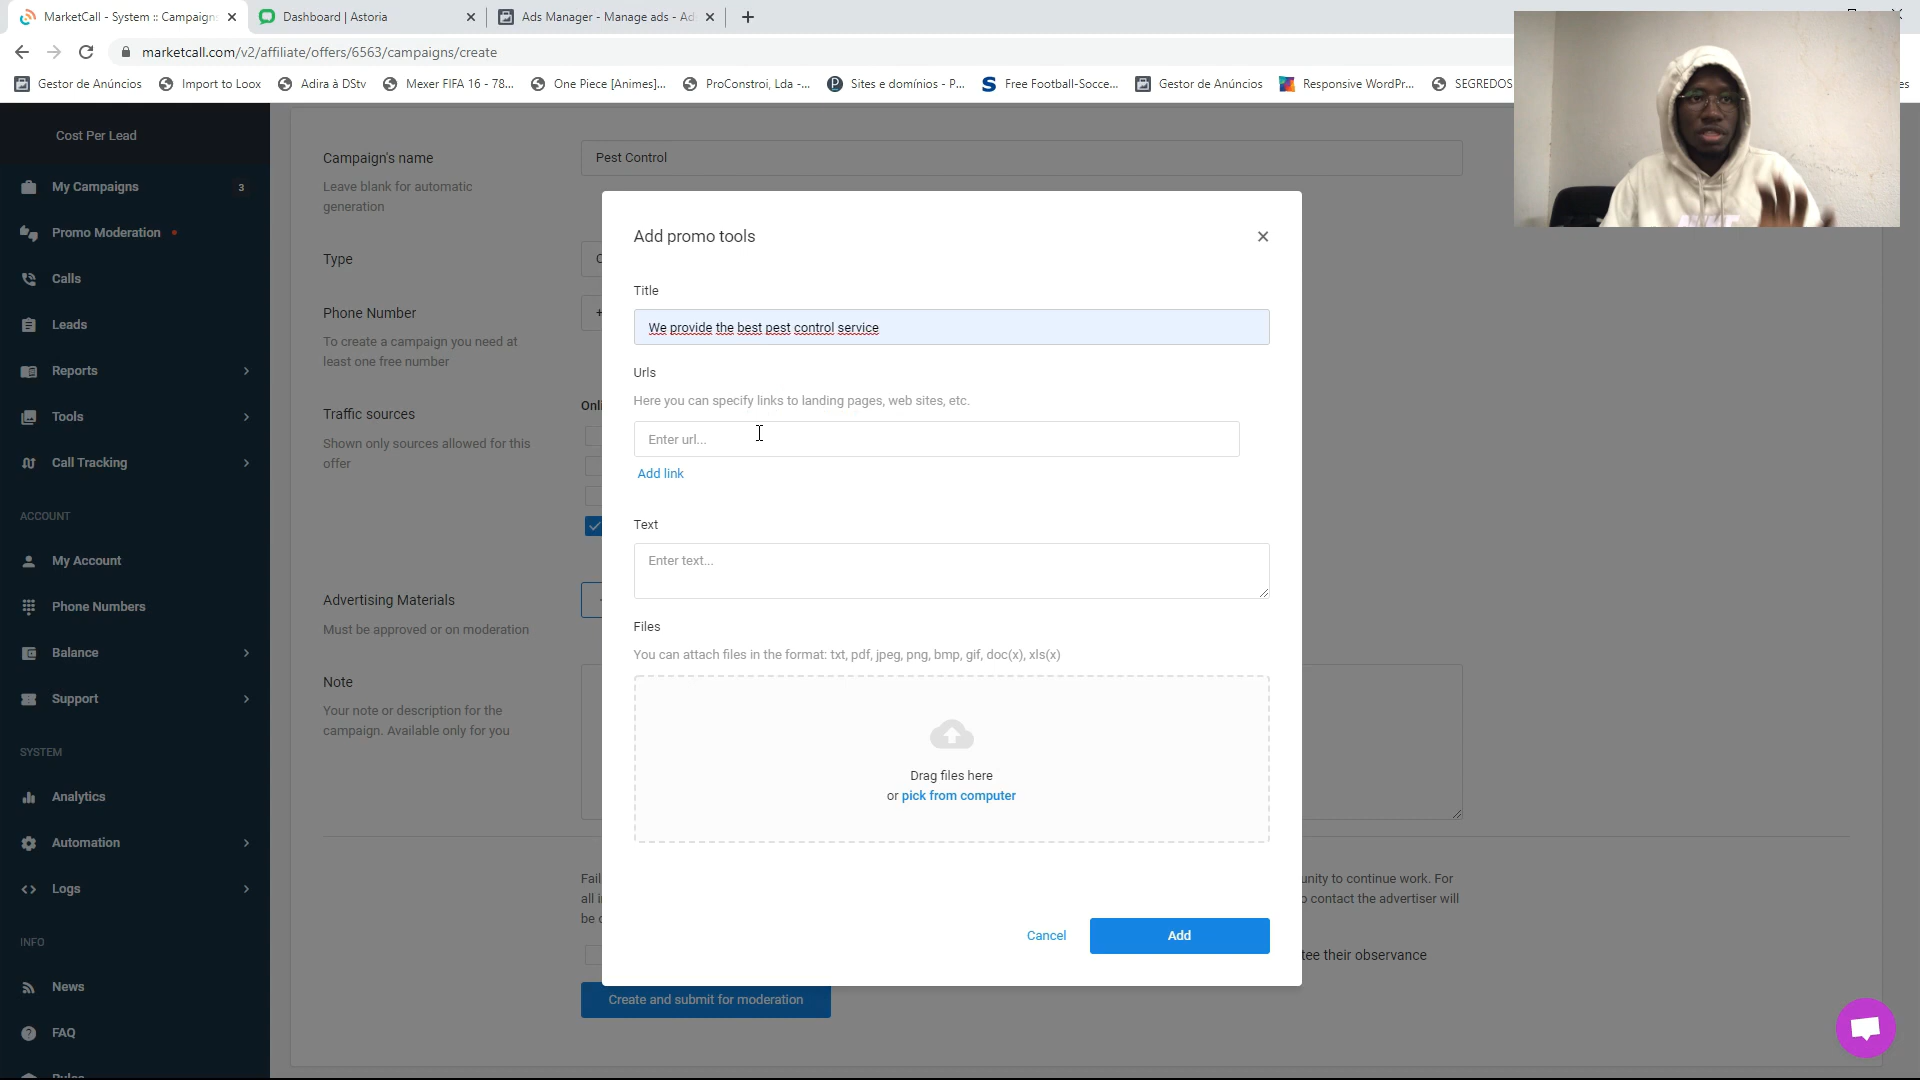 MarketCall - System :: Campaign
Dashboard | Astoria
Ads Manager - Manage ads - Ad
marketcall.com/v2/affiliate/offers/6563/campaigns/create
Gestor de Anúncios
Import to Loox
Adira à DStv
Mexer FIFA 16 - 78...
One Piece [Animes]...
ProConstroi, Lda -...
Sites e domínios - P...
Free Football-Socce...
Gestor de Anúncios
Responsive WordPr...
SEGREDOS
es
Cost Per Lead
My Campaigns
3
Promo Moderation
Calls
Leads
Reports
Tools
Call Tracking
ACCOUNT
My Account
Phone Numbers
Balance
Support
SYSTEM
Analytics
Automation
Logs
INFO
News
FAQ
Rules
Campaign's name
Leave blank for automatic
generation
Pest Control
Type
C
Phone Number
+
To create a campaign you need at
least one free number
Traffic sources
Onli
Shown only sources allowed for this
offer
Advertising Materials
Must be approved or on moderation
Note
Your note or description for the
campaign. Available only for you
Fail
unity to continue work. For
all i
o contact the advertiser will
be c
tee their observance
Create and submit for moderation
Add promo tools
Title
We provide the best pest control service
Urls
Here you can specify links to landing pages, web sites, etc.
Enter url...
Add link
Text
Enter text...
Files
You can attach files in the format: txt, pdf, jpeg, png, bmp, gif, doc(x), xls(x)
Drag files here
or pick from computer
Cancel
Add